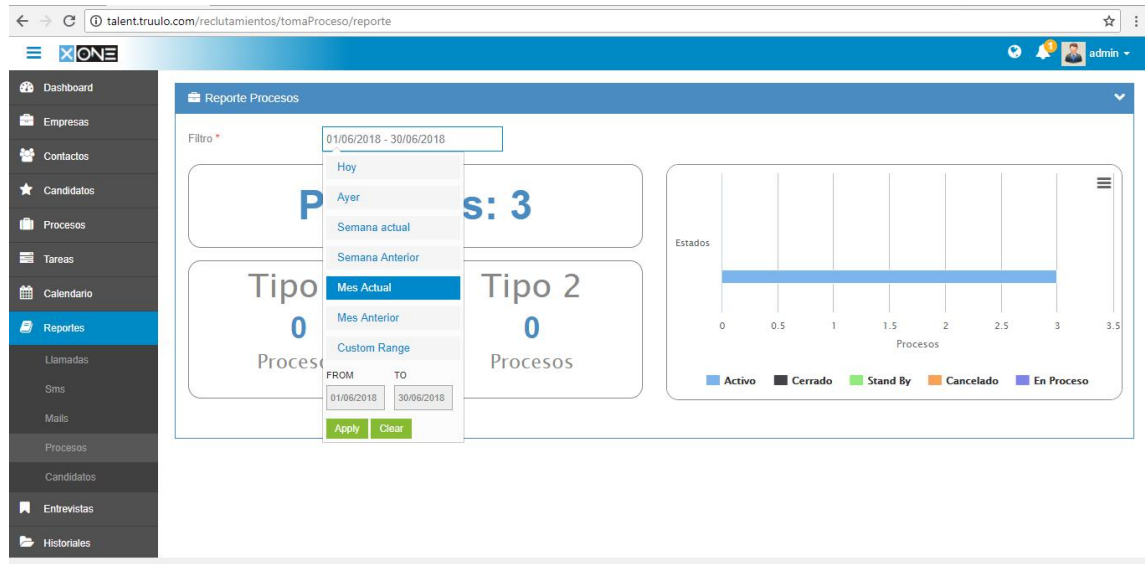 talent.truulo.com/reclutamientos/tomaProceso/reporte
XONE
1
admin
Dashboard
Empresas
Contactos
Candidatos
Procesos
Tareas
Calendario
Reportes
Llamadas
Sms
Mails
Procesos
Candidatos
Entrevistas
Historiales
Reporte Procesos
Filtro *
01/06/2018 - 30/06/2018
Hoy
Ayer
Semana actual
Semana Anterior
Mes Actual
Mes Anterior
Custom Range
FROM TO
01/06/2018 30/06/2018
Apply Clear
P s: 3
Tipo Tipo 2
0 0
Proceso Procesos
Estados
0 0.5 1 1.5 2 2.5 3 3.5
Procesos
Activo Cerrado Stand By Cancelado En Proceso